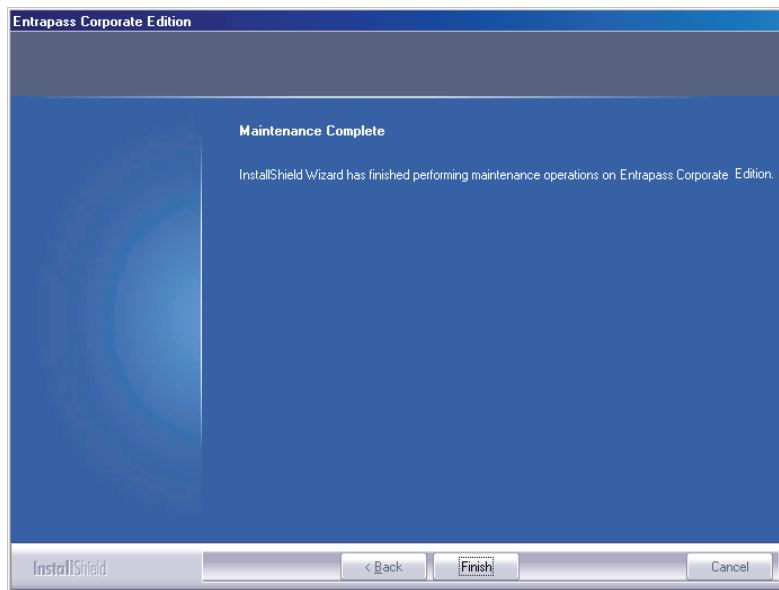 Entrapass Corporate Edition
Maintenance Complete
InstallShield Wizard has finished performing maintenance operations on Entrapass Corporate Edition.
InstallShield
< Back
Finish
Cancel